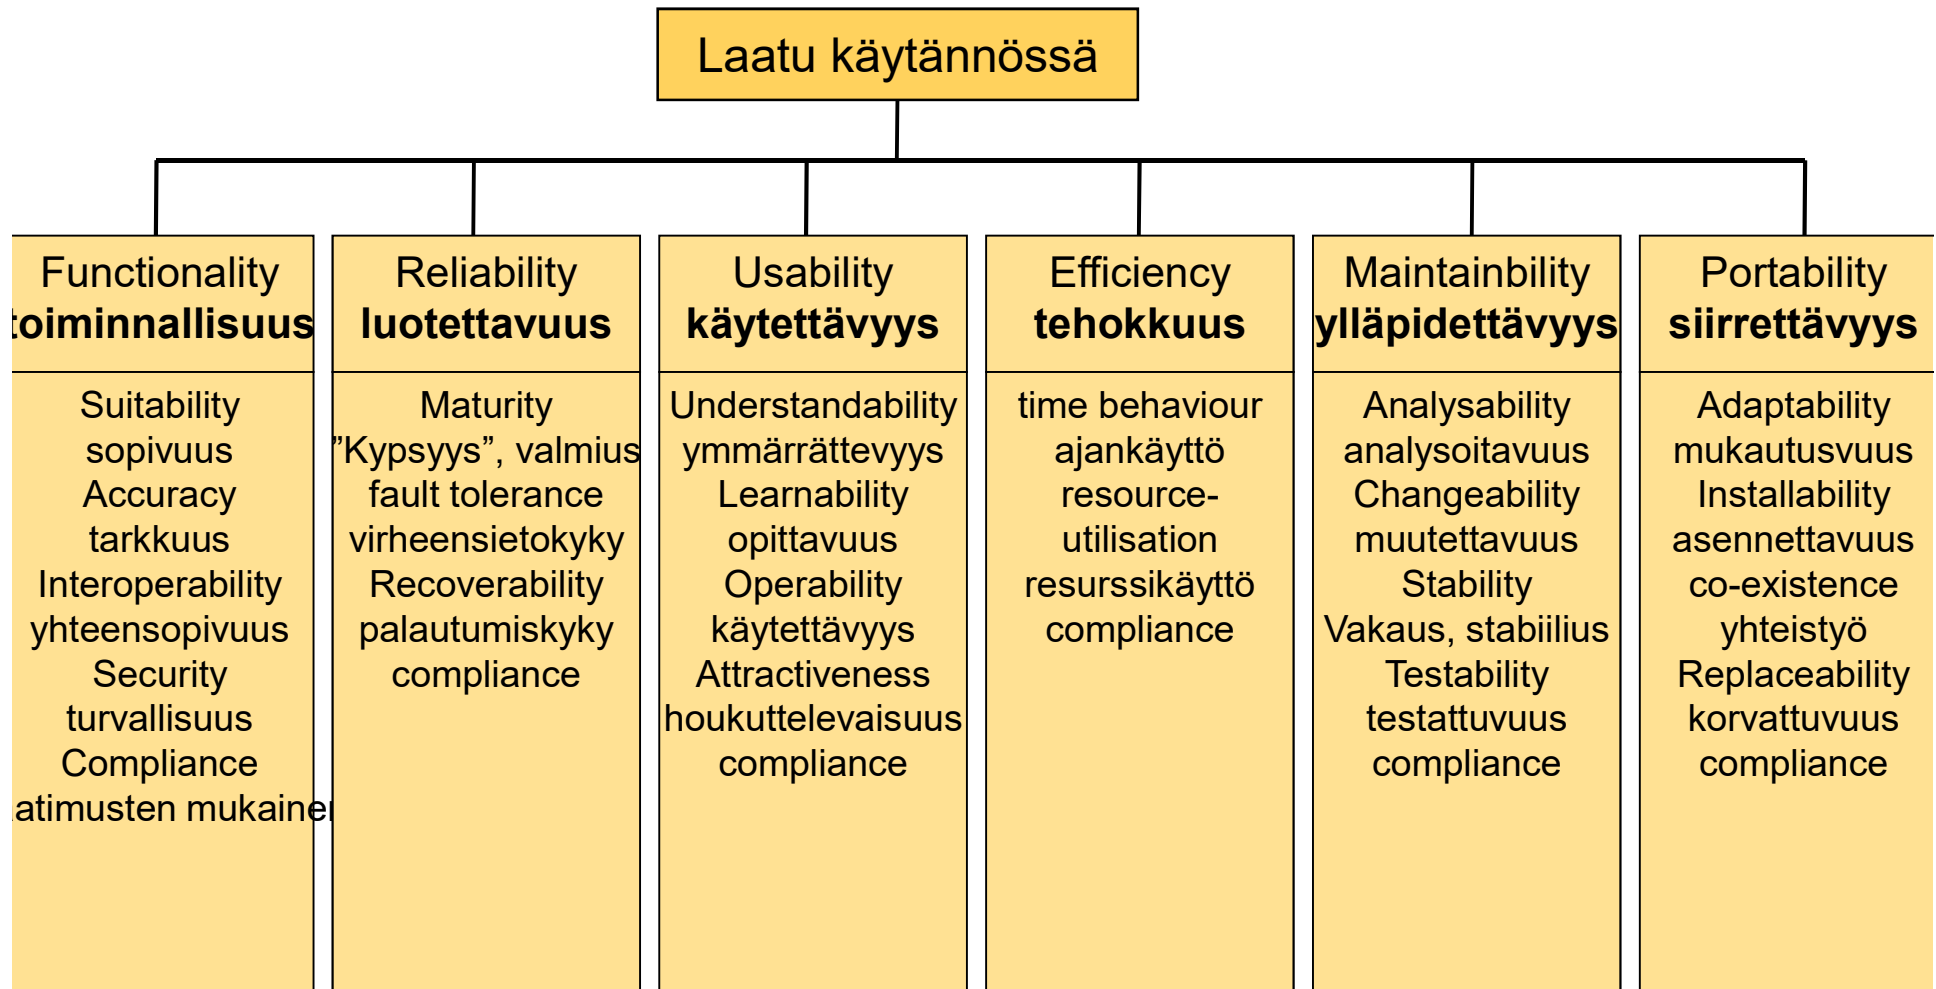 Laatu käytännössä
Functionality
toiminnallisuus
Suitability
sopivuus
Accuracy
tarkkuus
Interoperability
yhteensopivuus
Security
turvallisuus
Compliance
mukainen
Reliability
luotettavuus
Maturity
”Kypsyys”, valmius
fault tolerance
virheensietokyky
Recoverability
palautumiskyky
compliance
Usability
käytettävyys
Understandability
ymmärrättevyys
Learnability
opittavuus
Operability
käytettävyys
Attractiveness
houkuttelevaisuus
compliance
Efficiency
tehokkuus
time behaviour
ajankäyttö
resource-
utilisation
resurssikäyttö
compliance
Maintainbility
ylläpidettävyys
Analysability
analysoitavuus
Changeability
muutettavuus
Stability
Vakaus, stabiilius
Testability
testattuvuus
compliance
Portability
siirrettävyys
Adaptability
mukautusvuus
Installability
asennettavuus
co-existence
yhteistyö
Replaceability
korvattuvuus
compliance